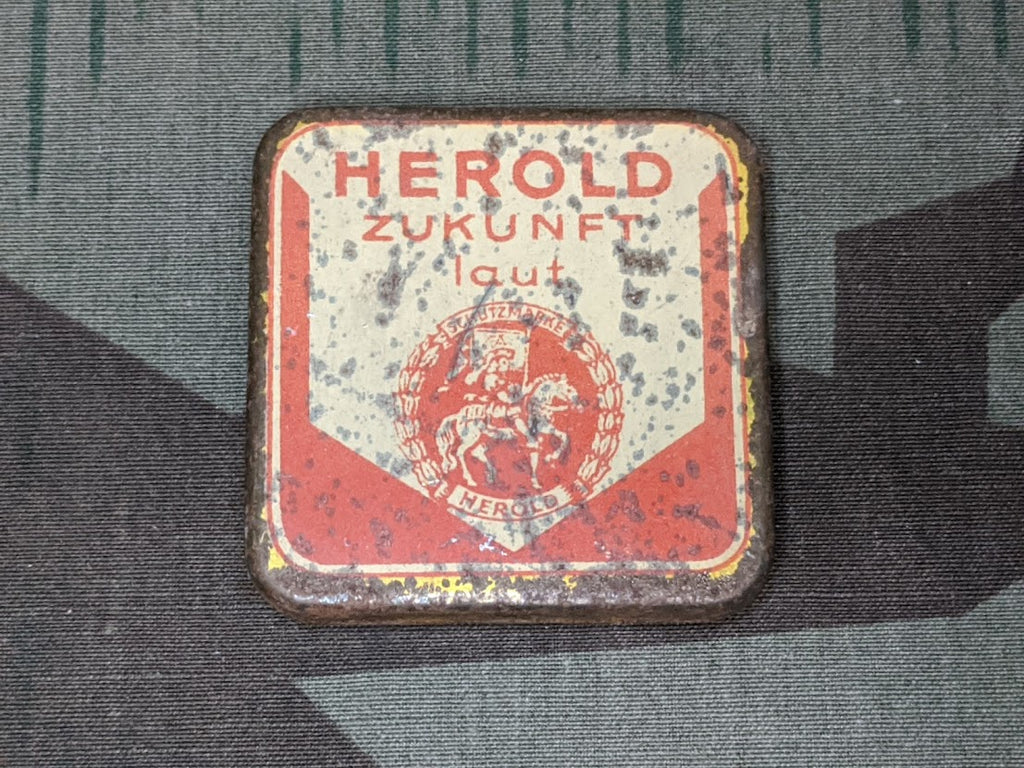 HEROLD
ZUKUNFT
laut
SCHUTZMARKE
HEROLD